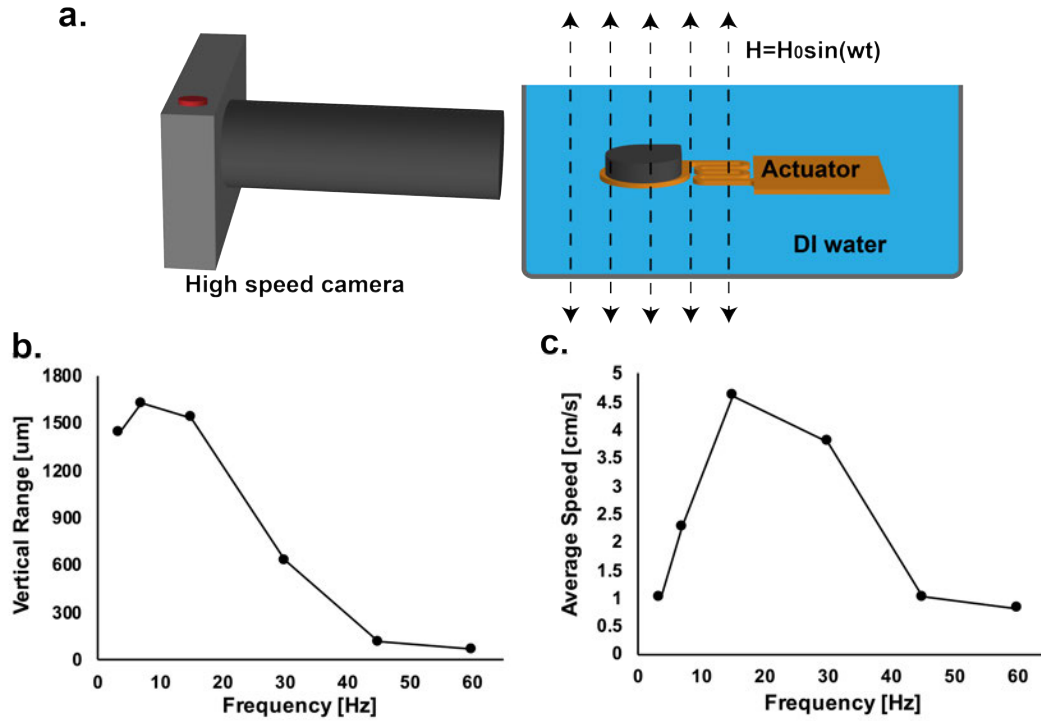 a.
H=H₀sin(wt)
Actuator
DI water
High speed camera
b.
Vertical Range [um]
1800
1500
1200
900
600
300
0
0 10 20 30 40 50 60
Frequency [Hz]
c.
Average Speed [cm/s]
5
4.5
4
3.5
3
2.5
2
1.5
1
0.5
0
0 10 20 30 40 50 60
Frequency [Hz]